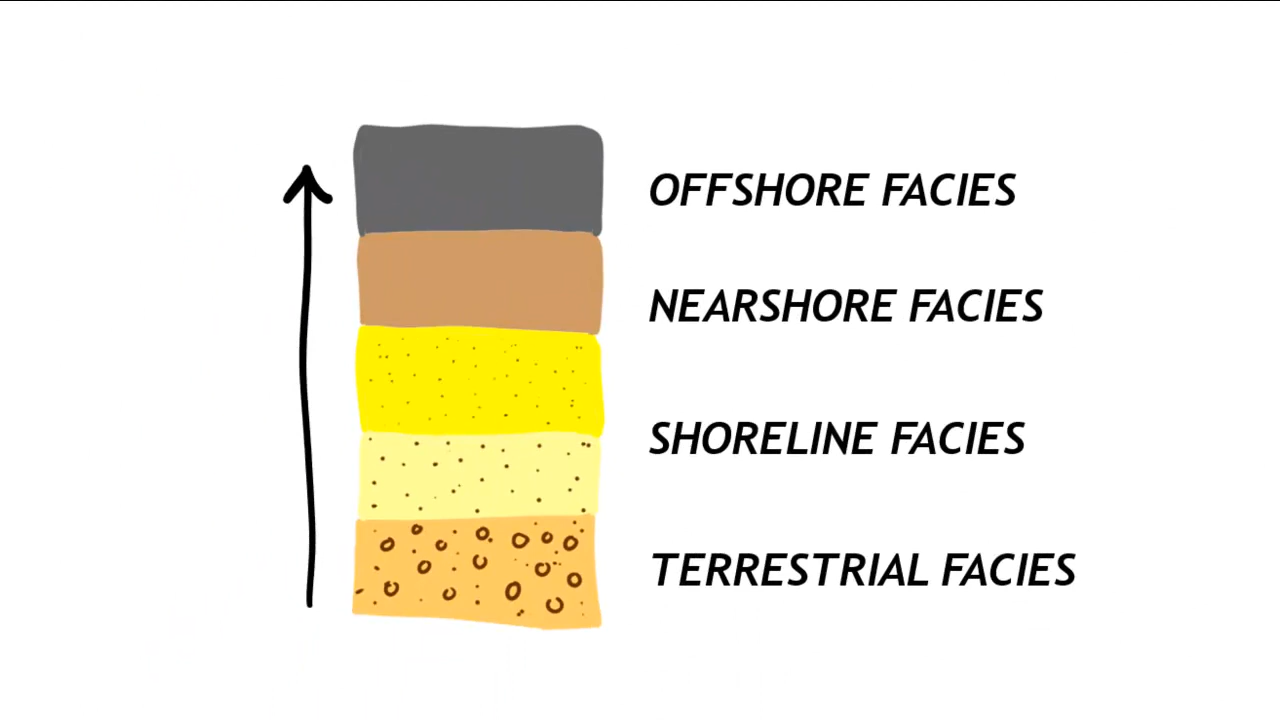 OFFSHORE FACIES
NEARSHORE FACIES
SHORELINE FACIES
TERRESTRIAL FACIES